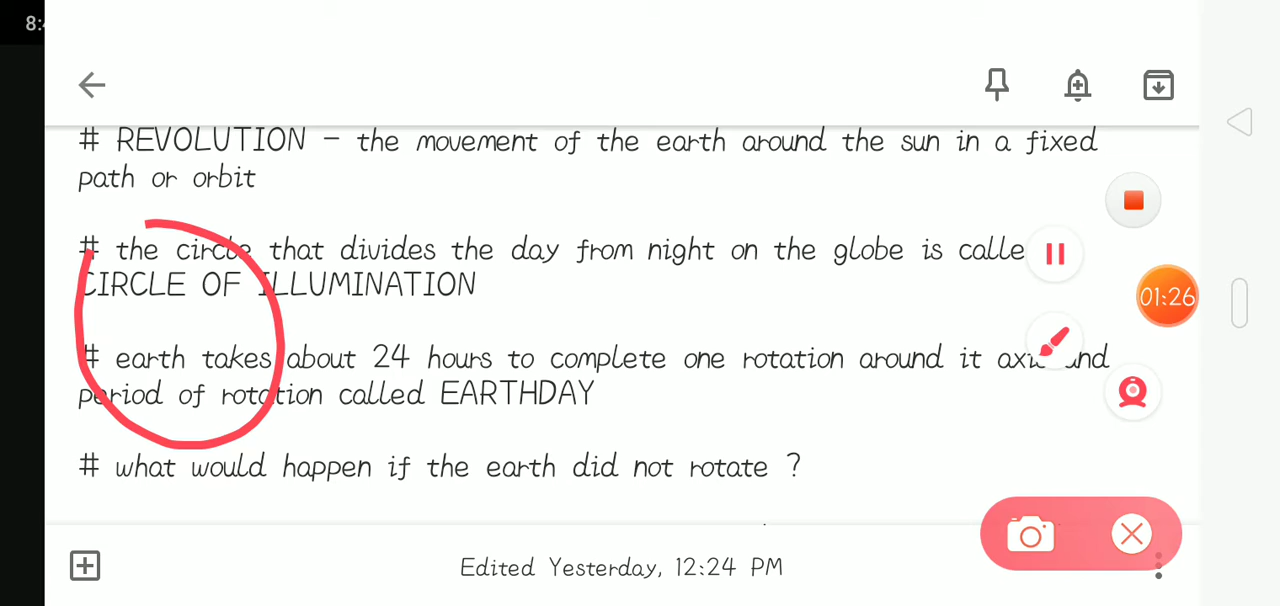 8:
# REVOLUTION - the movement of the earth around the sun in a fixed
path or orbit
# the circle that divides the day from night on the globe is calle
CIRCLE OF ILLUMINATION
# earth takes about 24 hours to complete one rotation around it axis and
period of rotation called EARTHDAY
# what would happen if the earth did not rotate ?
Edited Yesterday, 12:24 PM
01:26